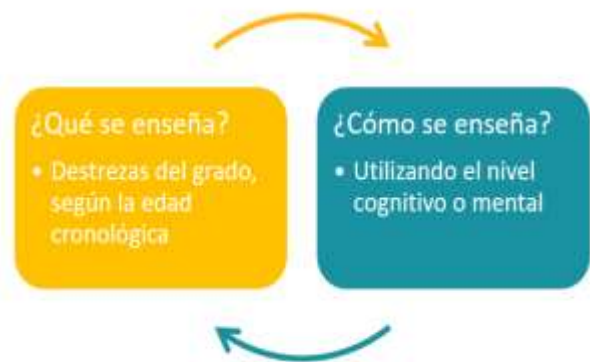 ¿Qué se enseña?
• Destrezas del grado,
según la edad
cronológica
¿Cómo se enseña?
• Utilizando el nivel
cognitivo o mental